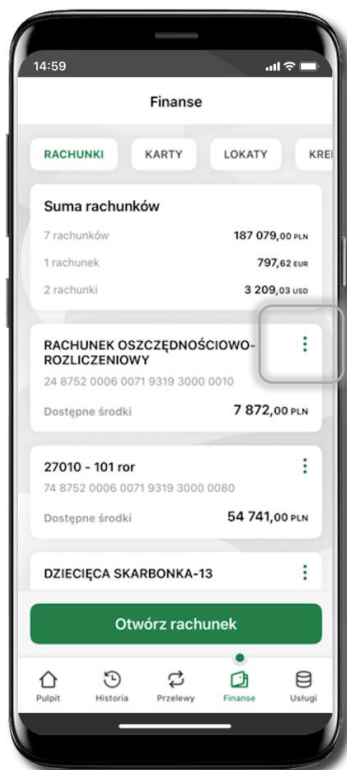 14:59
Finanse
RACHUNKI KARTY LOKATY KRE
Suma rachunków
7 rachunków 187 079,00 PLN
1 rachunek 797,62 EUR
2 rachunki 3 209,03 USD
RACHUNEK OSZCZĘDNOŚCIOWO-
ROZLICZENIOWY
24 8752 0006 0071 9319 3000 0010
Dostępne środki 7 872,00 PLN
27010 - 101 ror
74 8752 0006 0071 9319 3000 0080
Dostępne środki 54 741,00 PLN
DZIECIĘCA SKARBONKA-13
Otwórz rachunek
Pulpit Historia Przelewy Finanse Usługi